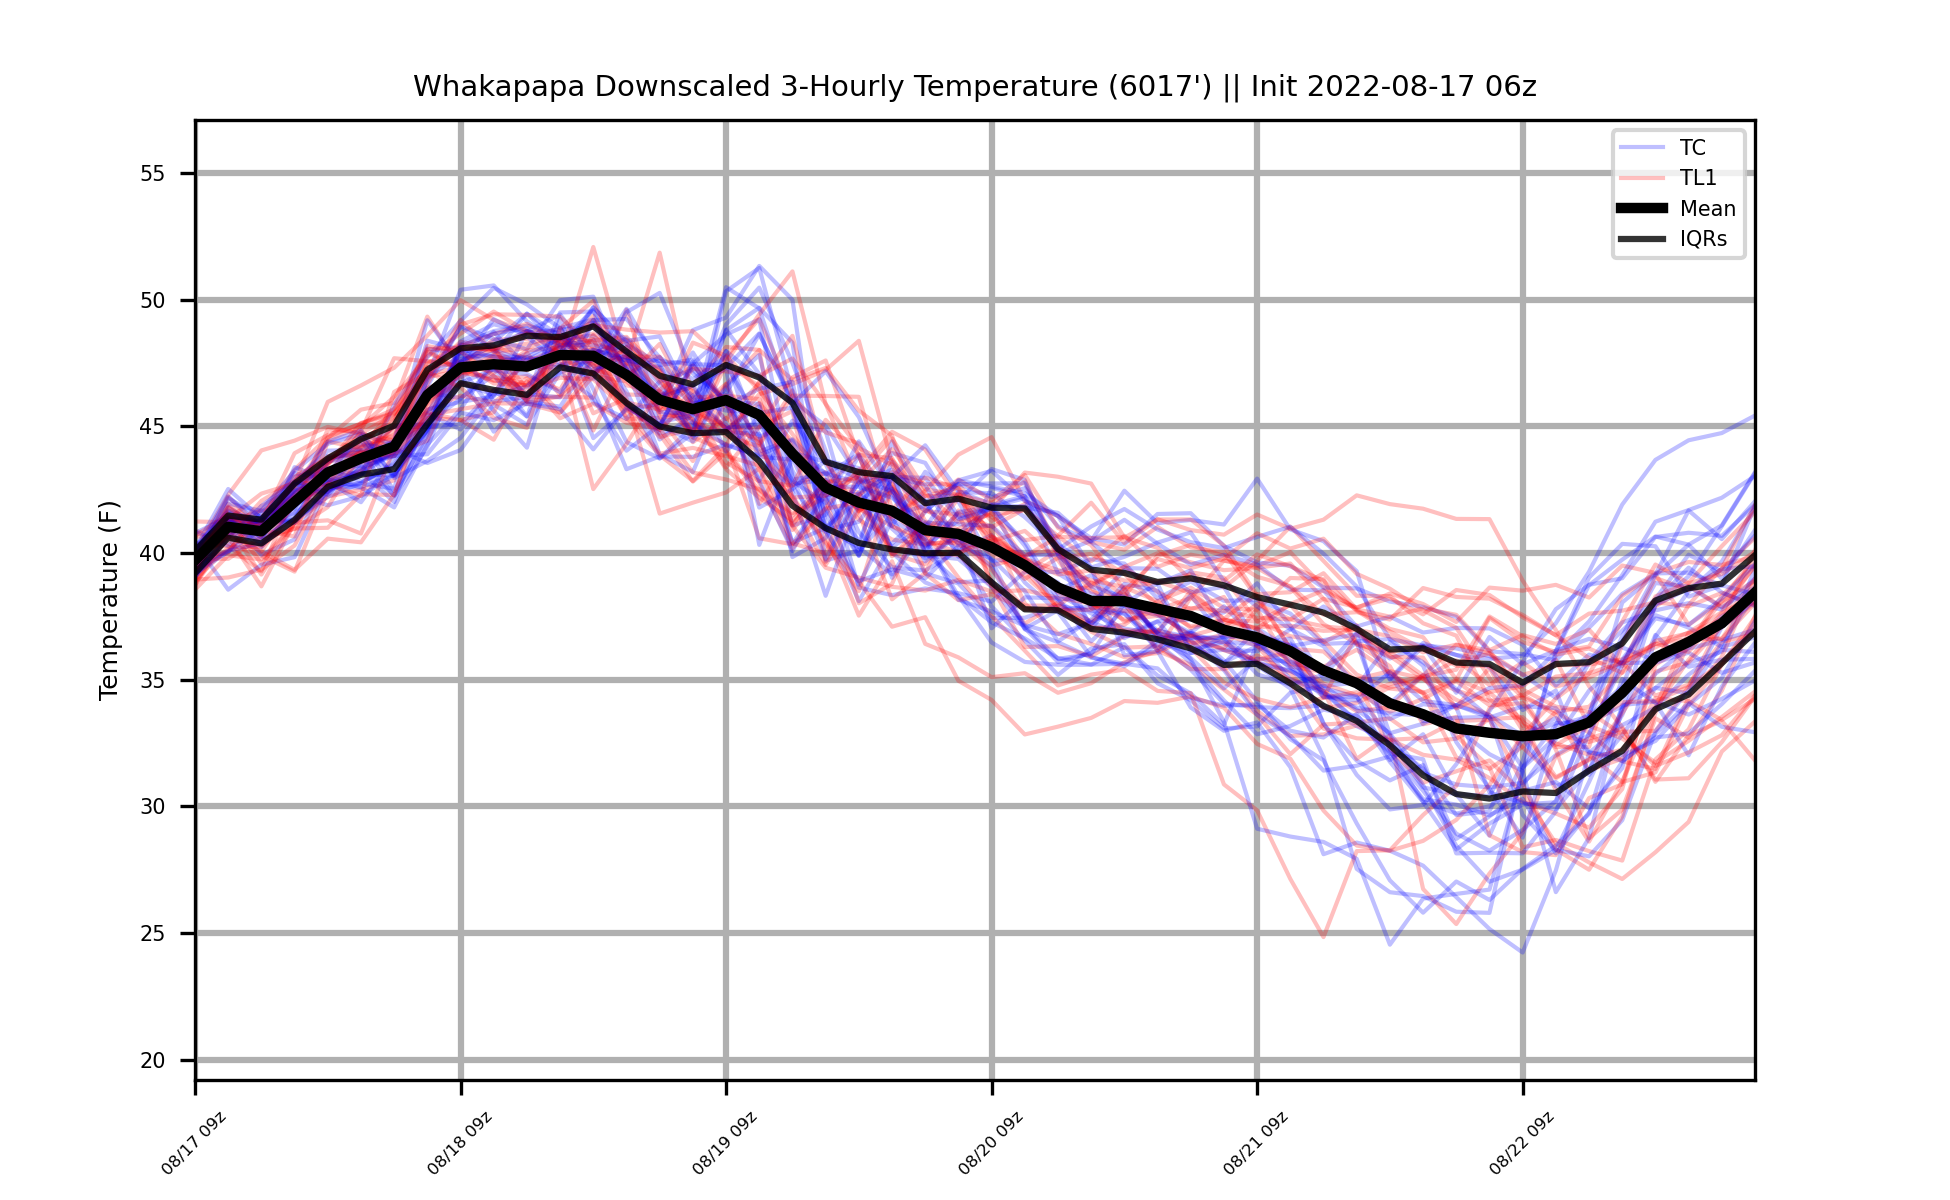 Whakapapa Downscaled 3-Hourly Temperature (6017') || Init 2022-08-17 06z
TC
TL1
Mean
IQRs
Temperature (F)
55
50
45
40
35
30
25
20
08/17 09z
08/18 09z
08/19 09z
08/20 09z
08/21 09z
08/22 09z